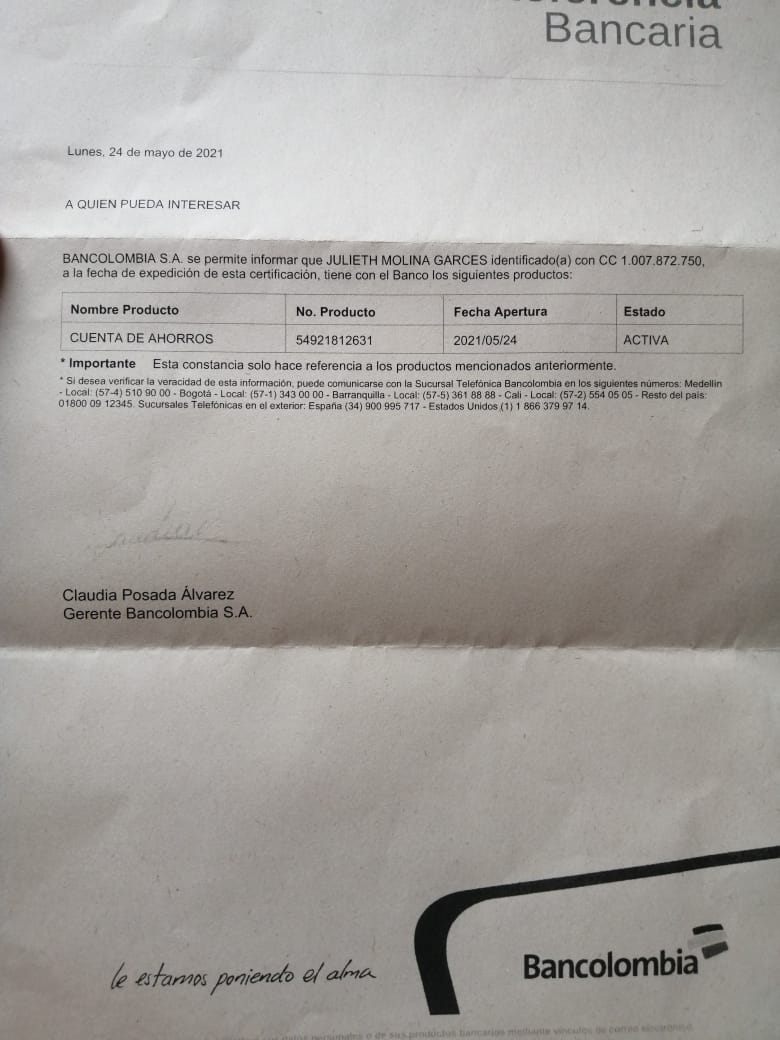 Bancaria
Lunes, 24 de mayo de 2021
A QUIEN PUEDA INTERESAR
BANCOLOMBIA S.A. se permite informar que JULIETH MOLINA GARCES identificado(a) con CC 1.007.872.750,
a la fecha de expedición de esta certificación, tiene con el Banco los siguientes productos:
Nombre Producto No. Producto Fecha Apertura Estado
CUENTA DE AHORROS 54921812631 2021/05/24 ACTIVA
* Importante Esta constancia solo hace referencia a los productos mencionados anteriormente.
* Si desea verificar la veracidad de esta información, puede comunicarse con la Sucursal Telefónica Bancolombia en los siguientes números: Medellín
- Local: (57-4) 510 90 00 - Bogotá - Local: (57-1) 343 00 00 - Barranquilla - Local: (57-5) 361 88 88 - Cali - Local: (57-2) 554 05 05 - Resto del país:
01800 09 12345. Sucursales Telefónicas en el exterior: España (34) 900 995 717 - Estados Unidos (1) 1 866 379 97 14.
Claudia Posada Álvarez
Gerente Bancolombia S.A.
le estamos poniendo el alma
Bancolombia
datos personales o de sus productos bancarios mediante vínculos de correo electrónico.